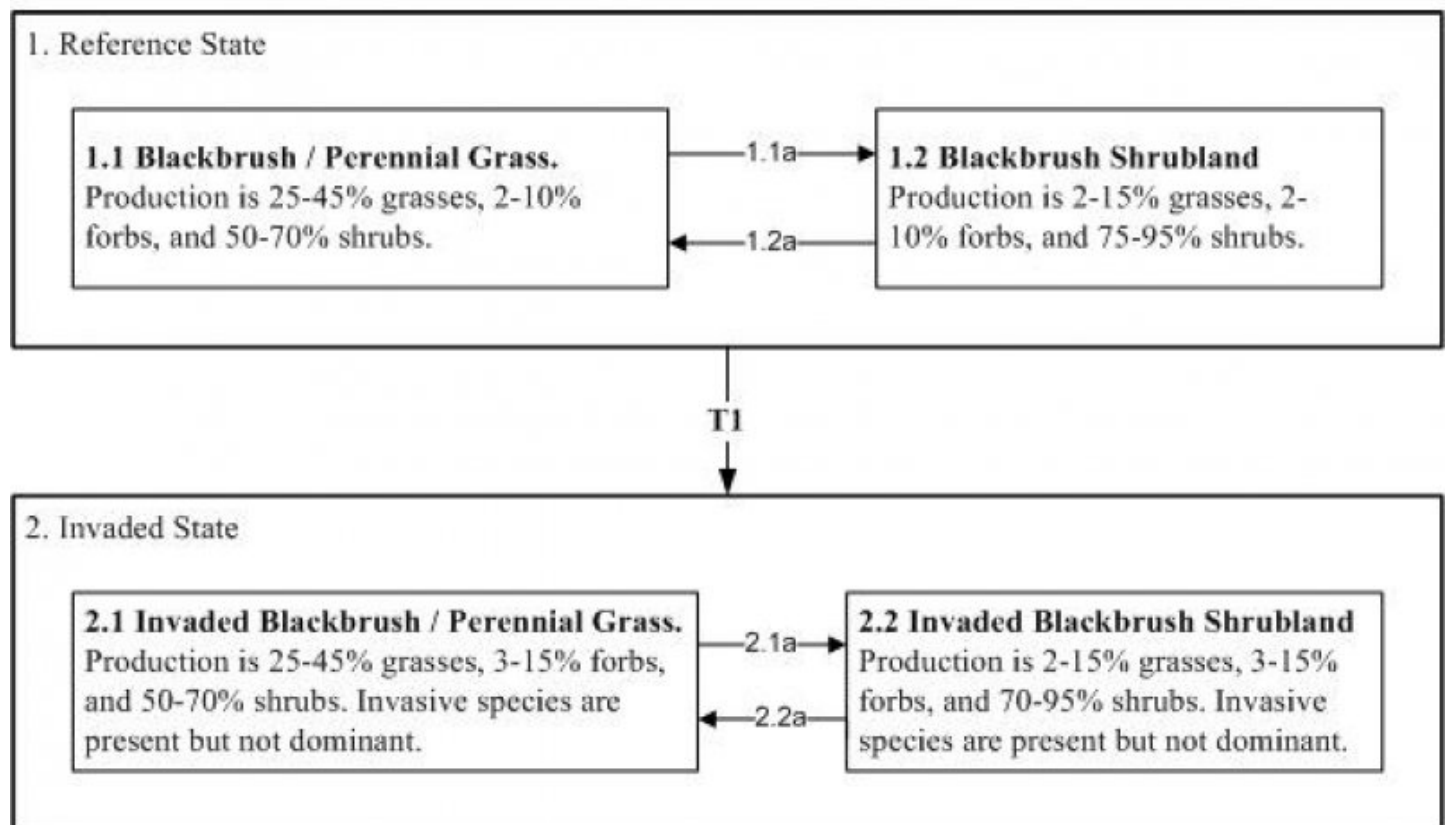 1. Reference State
1.1 Blackbrush / Perennial Grass.
Production is 25-45% grasses, 2-10%
forbs, and 50-70% shrubs.
1.1a
1.2a
1.2 Blackbrush Shrubland
Production is 2-15% grasses, 2-
10% forbs, and 75-95% shrubs.
T1
2. Invaded State
2.1 Invaded Blackbrush / Perennial Grass.
Production is 25-45% grasses, 3-15% forbs,
and 50-70% shrubs. Invasive species are
present but not dominant.
2.1a
2.2a
2.2 Invaded Blackbrush Shrubland
Production is 2-15% grasses, 3-15%
forbs, and 70-95% shrubs. Invasive
species are present but not dominant.